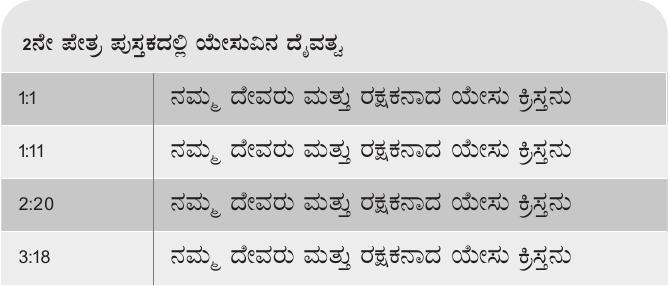 2ನೇ ಪೇತ್ರ ಪುಸ್ತಕದಲ್ಲಿ ಯೇಸುವಿನ ದೈವತ್ವ
1:1 ನಮ್ಮ ದೇವರು ಮತ್ತು ರಕ್ಷಕನಾದ ಯೇಸು ಕ್ರಿಸ್ತನು
1:11 ನಮ್ಮ ದೇವರು ಮತ್ತು ರಕ್ಷಕನಾದ ಯೇಸು ಕ್ರಿಸ್ತನು
2:20 ನಮ್ಮ ದೇವರು ಮತ್ತು ರಕ್ಷಕನಾದ ಯೇಸು ಕ್ರಿಸ್ತನು
3:18 ನಮ್ಮ ದೇವರು ಮತ್ತು ರಕ್ಷಕನಾದ ಯೇಸು ಕ್ರಿಸ್ತನು